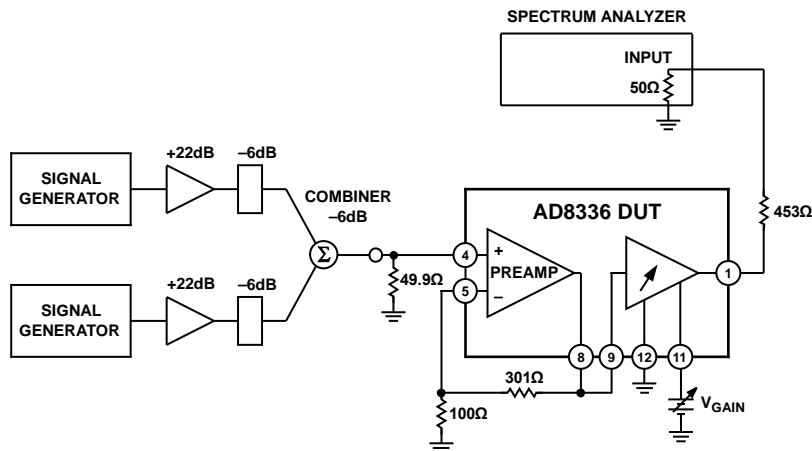 SPECTRUM ANALYZER
INPUT
50Ω
+22dB
–6dB
SIGNAL
GENERATOR
COMBINER
–6dB
Σ
49.9Ω
AD8336 DUT
453Ω
4
+
PREAMP
5
–
1
+22dB
–6dB
SIGNAL
GENERATOR
8
9
12
11
301Ω
100Ω
VGAIN